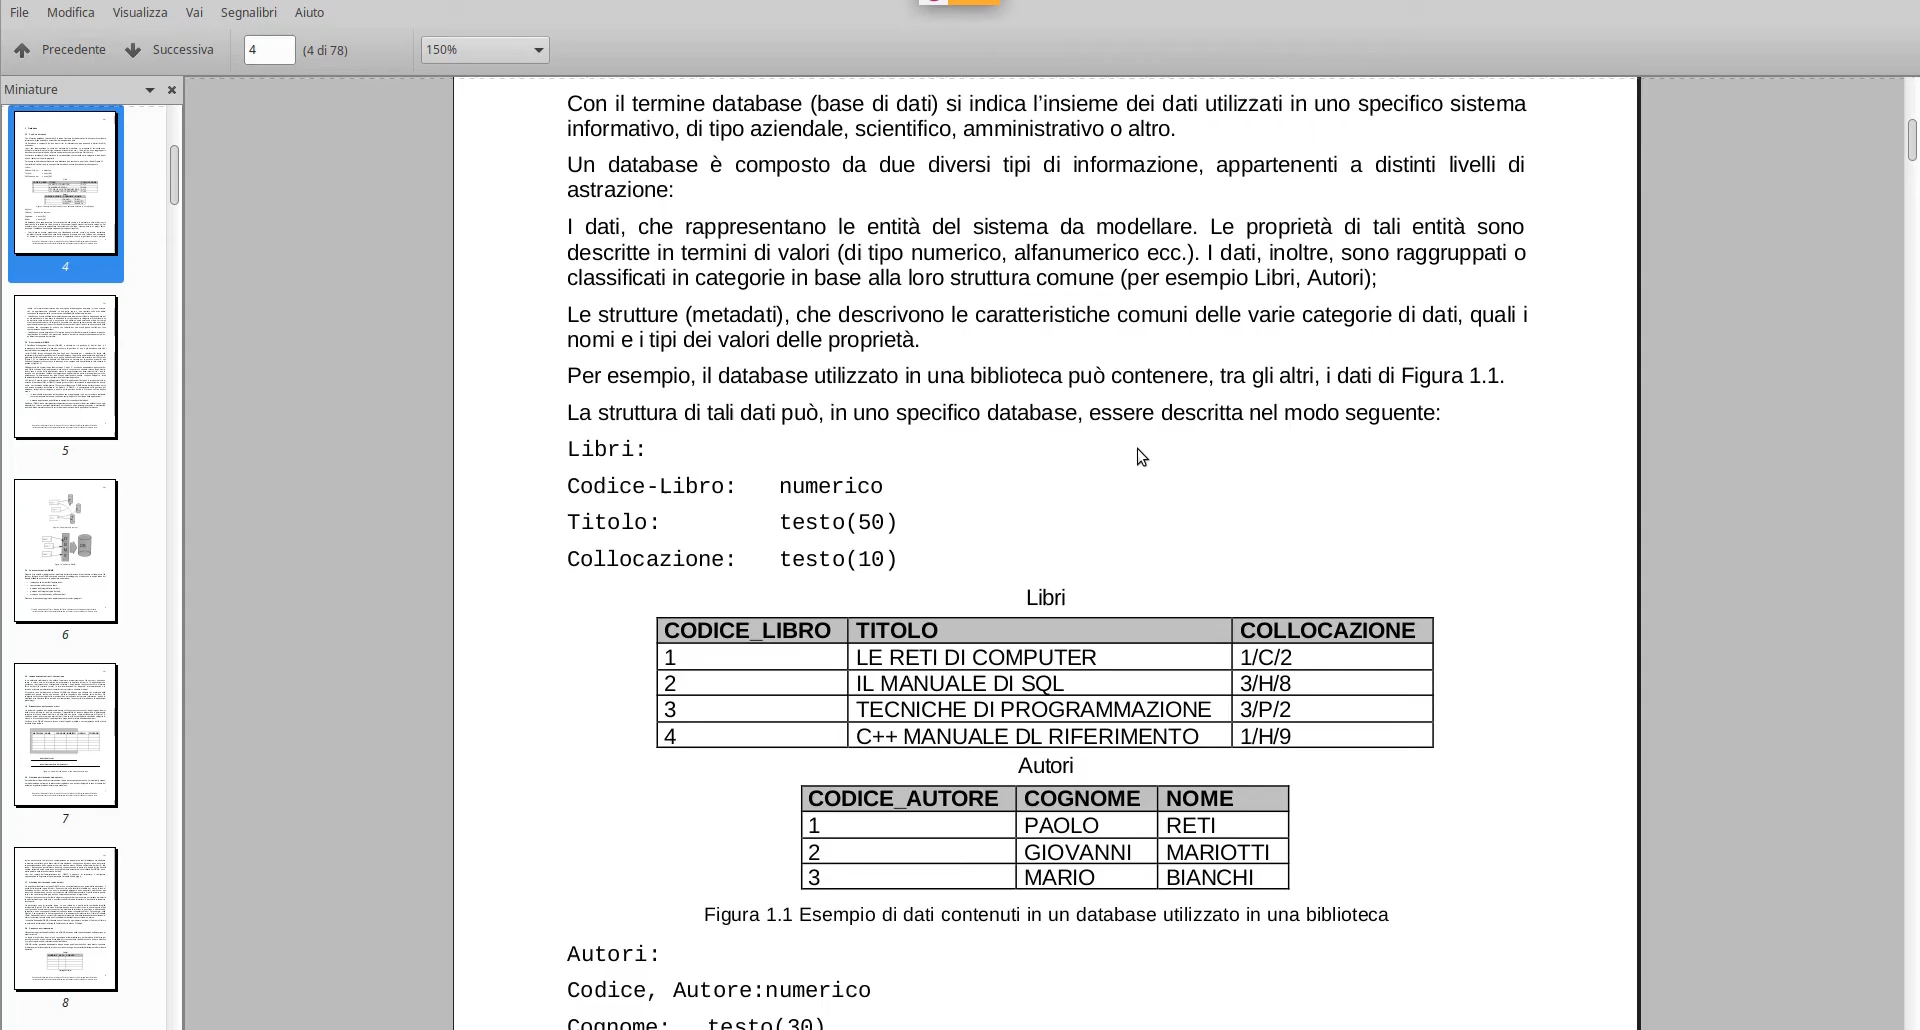 File Modifica Visualizza Vai Segnalibri Aiuto
Precedente Successiva 4 (4 di 78) 150%
Miniature
4
5
6
7
8
Con il termine database (base di dati) si indica l’insieme dei dati utilizzati in uno specifico sistema
informativo, di tipo aziendale, scientifico, amministrativo o altro.
Un database è composto da due diversi tipi di informazione, appartenenti a distinti livelli di
astrazione:
I dati, che rappresentano le entità del sistema da modellare. Le proprietà di tali entità sono
descritte in termini di valori (di tipo numerico, alfanumerico ecc.). I dati, inoltre, sono raggruppati o
classificati in categorie in base alla loro struttura comune (per esempio Libri, Autori);
Le strutture (metadati), che descrivono le caratteristiche comuni delle varie categorie di dati, quali i
nomi e i tipi dei valori delle proprietà.
Per esempio, il database utilizzato in una biblioteca può contenere, tra gli altri, i dati di Figura 1.1.
La struttura di tali dati può, in uno specifico database, essere descritta nel modo seguente:
Libri:
Codice-Libro: numerico
Titolo: testo(50)
Collocazione: testo(10)
Libri
CODICE_LIBRO TITOLO COLLOCAZIONE
1 LE RETI DI COMPUTER 1/C/2
2 IL MANUALE DI SQL 3/H/8
3 TECNICHE DI PROGRAMMAZIONE 3/P/2
4 C++ MANUALE DL RIFERIMENTO 1/H/9
Autori
CODICE_AUTORE COGNOME NOME
1 PAOLO RETI
2 GIOVANNI MARIOTTI
3 MARIO BIANCHI
Figura 1.1 Esempio di dati contenuti in un database utilizzato in una biblioteca
Autori:
Codice, Autore:numerico
Cognome: testo(30)